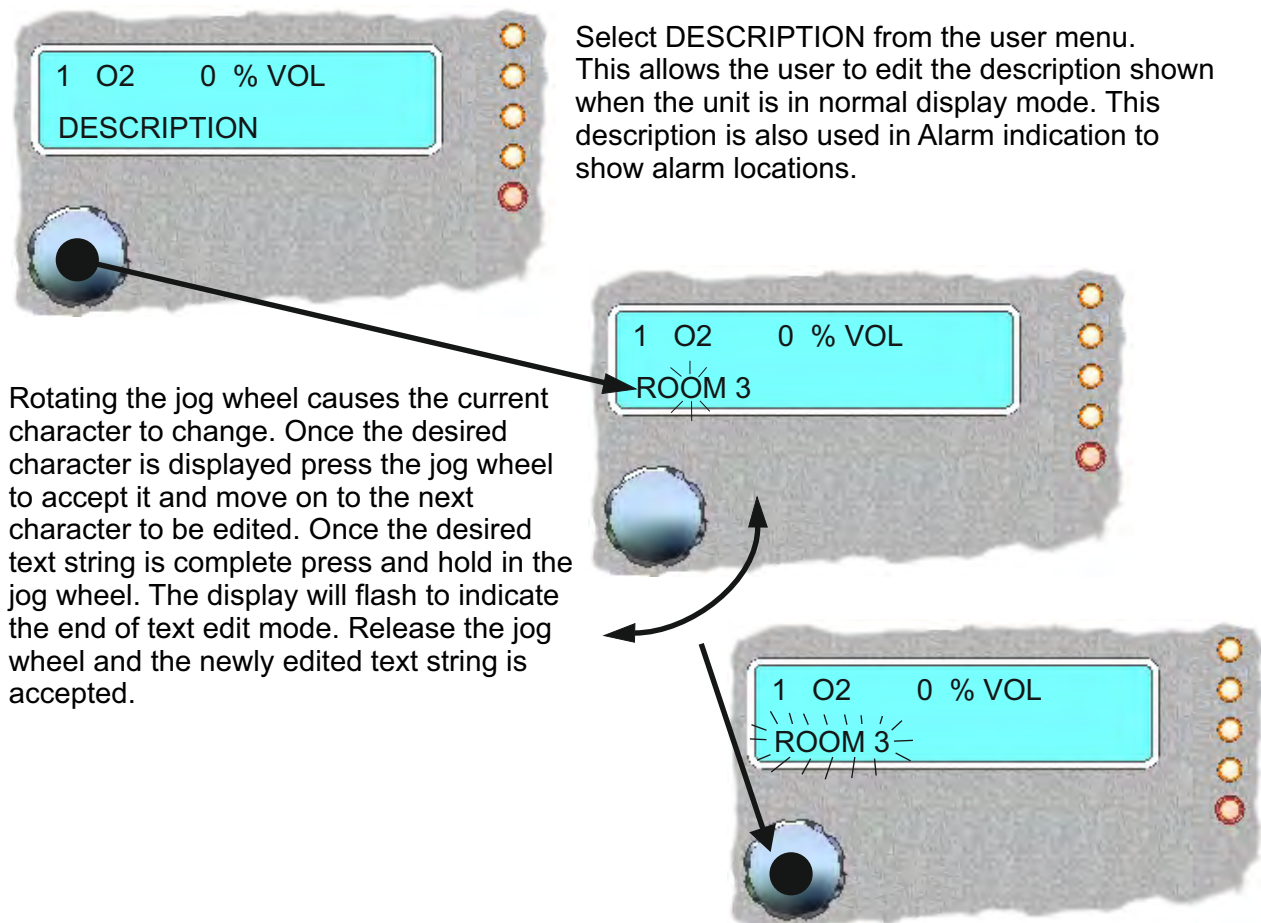 1 O2 0 % VOL
DESCRIPTION
Select DESCRIPTION from the user menu.
This allows the user to edit the description shown
when the unit is in normal display mode. This
description is also used in Alarm indication to
show alarm locations.
1 O2 0 % VOL
ROOM 3
Rotating the jog wheel causes the current
character to change. Once the desired
character is displayed press the jog wheel
to accept it and move on to the next
character to be edited. Once the desired
text string is complete press and hold in the
jog wheel. The display will flash to indicate
the end of text edit mode. Release the jog
wheel and the newly edited text string is
accepted.
1 O2 0 % VOL
ROOM 3